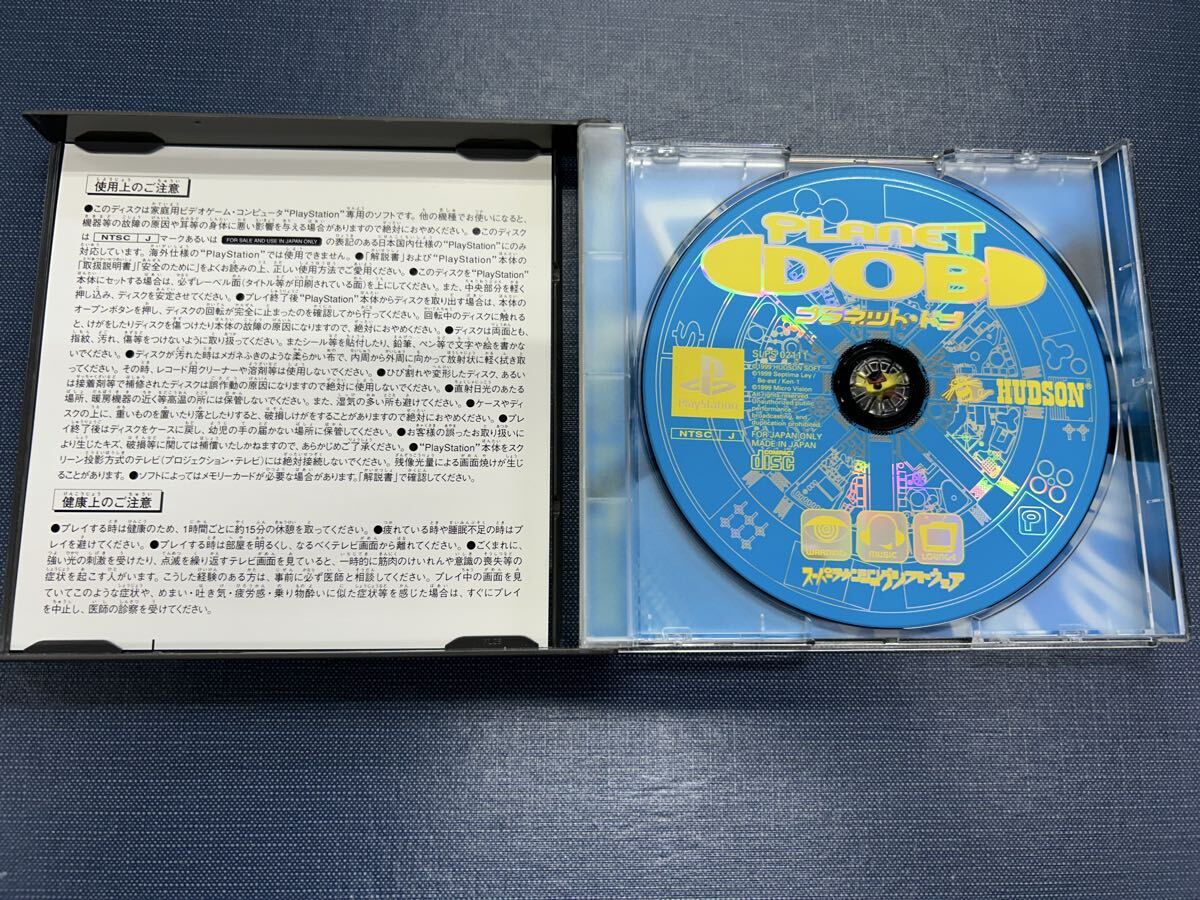 使用上のご注意
●このディスクは家庭用ビデオゲーム・コンピュータ“PlayStation”専用のソフトです。他の機種でお使いになると、
機器等の故障の原因や耳等の身体に悪い影響を与える場合がありますので絶対におやめください。●このディスク
は NTSC J マークあるいは FOR SALE AND USE IN JAPAN ONLY の表記のある日本国内仕様の“PlayStation”にのみ
対応しています。海外仕様の“PlayStation”では使用できません。●「解説書」および“PlayStation”本体の
「取扱説明書」「安全のために」をよくお読みの上、正しい使用方法でご愛用ください。●このディスクを“PlayStation”
本体にセットする場合は、必ずレーベル面(タイトル等が印刷されている面)を上にしてください。また、中央部分を軽く
押し込み、ディスクを安定させてください。●プレイ終了後“PlayStation”本体からディスクを取り出す場合は、本体の
オープンボタンを押し、ディスクの回転が完全に止まったのを確認してから行ってください。回転中のディスクに触れる
と、けがをしたりディスクを傷つけたり本体の故障の原因になりますので、絶対におやめください。●ディスクは両面とも、
指紋、汚れ、傷等をつけないように取り扱ってください。またシール等を貼付したり、鉛筆、ペン等で文字や絵を書かな
いでください。●ディスクが汚れた時はメガネふきのような柔らかい布で、内周から外周に向かって放射状に軽く拭き取
ってください。その時、レコード用クリーナーや溶剤等は使用しないでください。●ひび割れや変形したディスク、あるい
は接着剤等で補修されたディスクは誤作動の原因になりますので絶対に使用しないでください。●直射日光のあたる
場所、暖房機器の近く等高温の所には保管しないでください。また、湿気の多い所も避けてください。●ケースやディ
スクの上に、重いものを置いたり落としたりすると、破損しけがをすることがありますので絶対におやめください。●プレ
イ終了後はディスクをケースに戻し、幼児の手の届かない場所に保管してください。●お客様の誤ったお取り扱いに
より生じたキズ、破損等に関しては補償いたしかねますので、あらかじめご了承ください。●“PlayStation”本体をスク
リーン投影方式のテレビ(プロジェクション・テレビ)には絶対接続しないでください。残像光量による画面焼けが生じ
ることがあります。●ソフトによってはメモリーカードが必要な場合があります。「解説書」で確認してください。
健康上のご注意
●プレイする時は健康のため、1時間ごとに約15分の休憩を取ってください。●疲れている時や睡眠不足の時はプ
レイを避けてください。●プレイする時は部屋を明るくし、なるべくテレビ画面から離れてください。●ごくまれに、
強い光の刺激を受けたり、点滅を繰り返すテレビ画面を見ていると、一時的に筋肉のけいれんや意識の喪失等の
症状を起こす人がいます。こうした経験のある方は、事前に必ず医師と相談してください。プレイ中の画面を見
ていてこのような症状や、めまい・吐き気・疲労感・乗り物酔いに似た症状等を感じた場合は、すぐにプレイ
を中止し、医師の診察を受けてください。
PLANET
DOB
プラネット・ドブ
PlayStation
NTSC J
SLPS 02111
©1999 HUDSON SOFT
©1999 Septima Ley /
Be-est / Ken-1
©1999 Micro Vision
All rights reserved.
Unauthorized public
performance,
broadcasting, and
duplication prohibited.
FOR JAPAN ONLY
MADE IN JAPAN
COMPACT
disc
HUDSON®
P
WARNING
MUSIC
LOUNGE